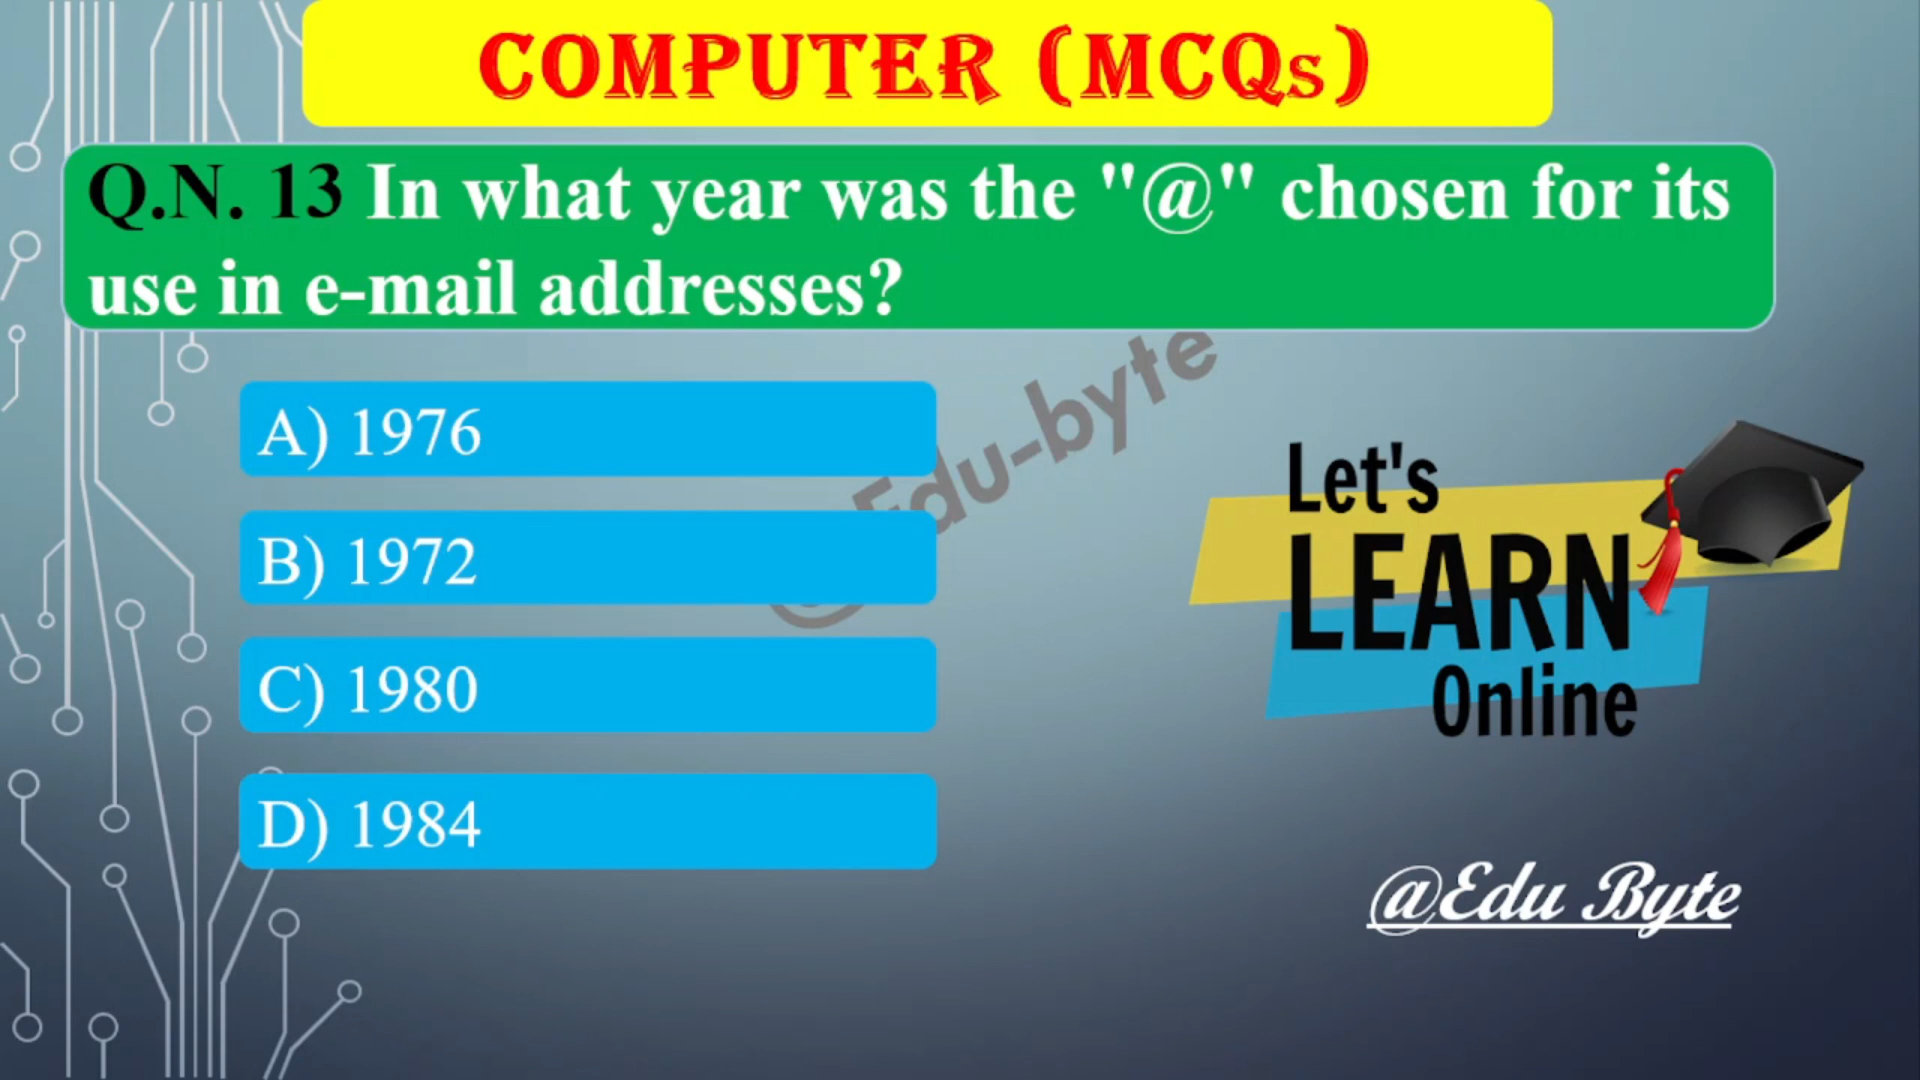 COMPUTER (MCQs)
Q.N. 13 In what year was the "@" chosen for its
use in e-mail addresses?
@Edu-byte
A) 1976
B) 1972
C) 1980
D) 1984
Let's
LEARN
Online
@Edu Byte